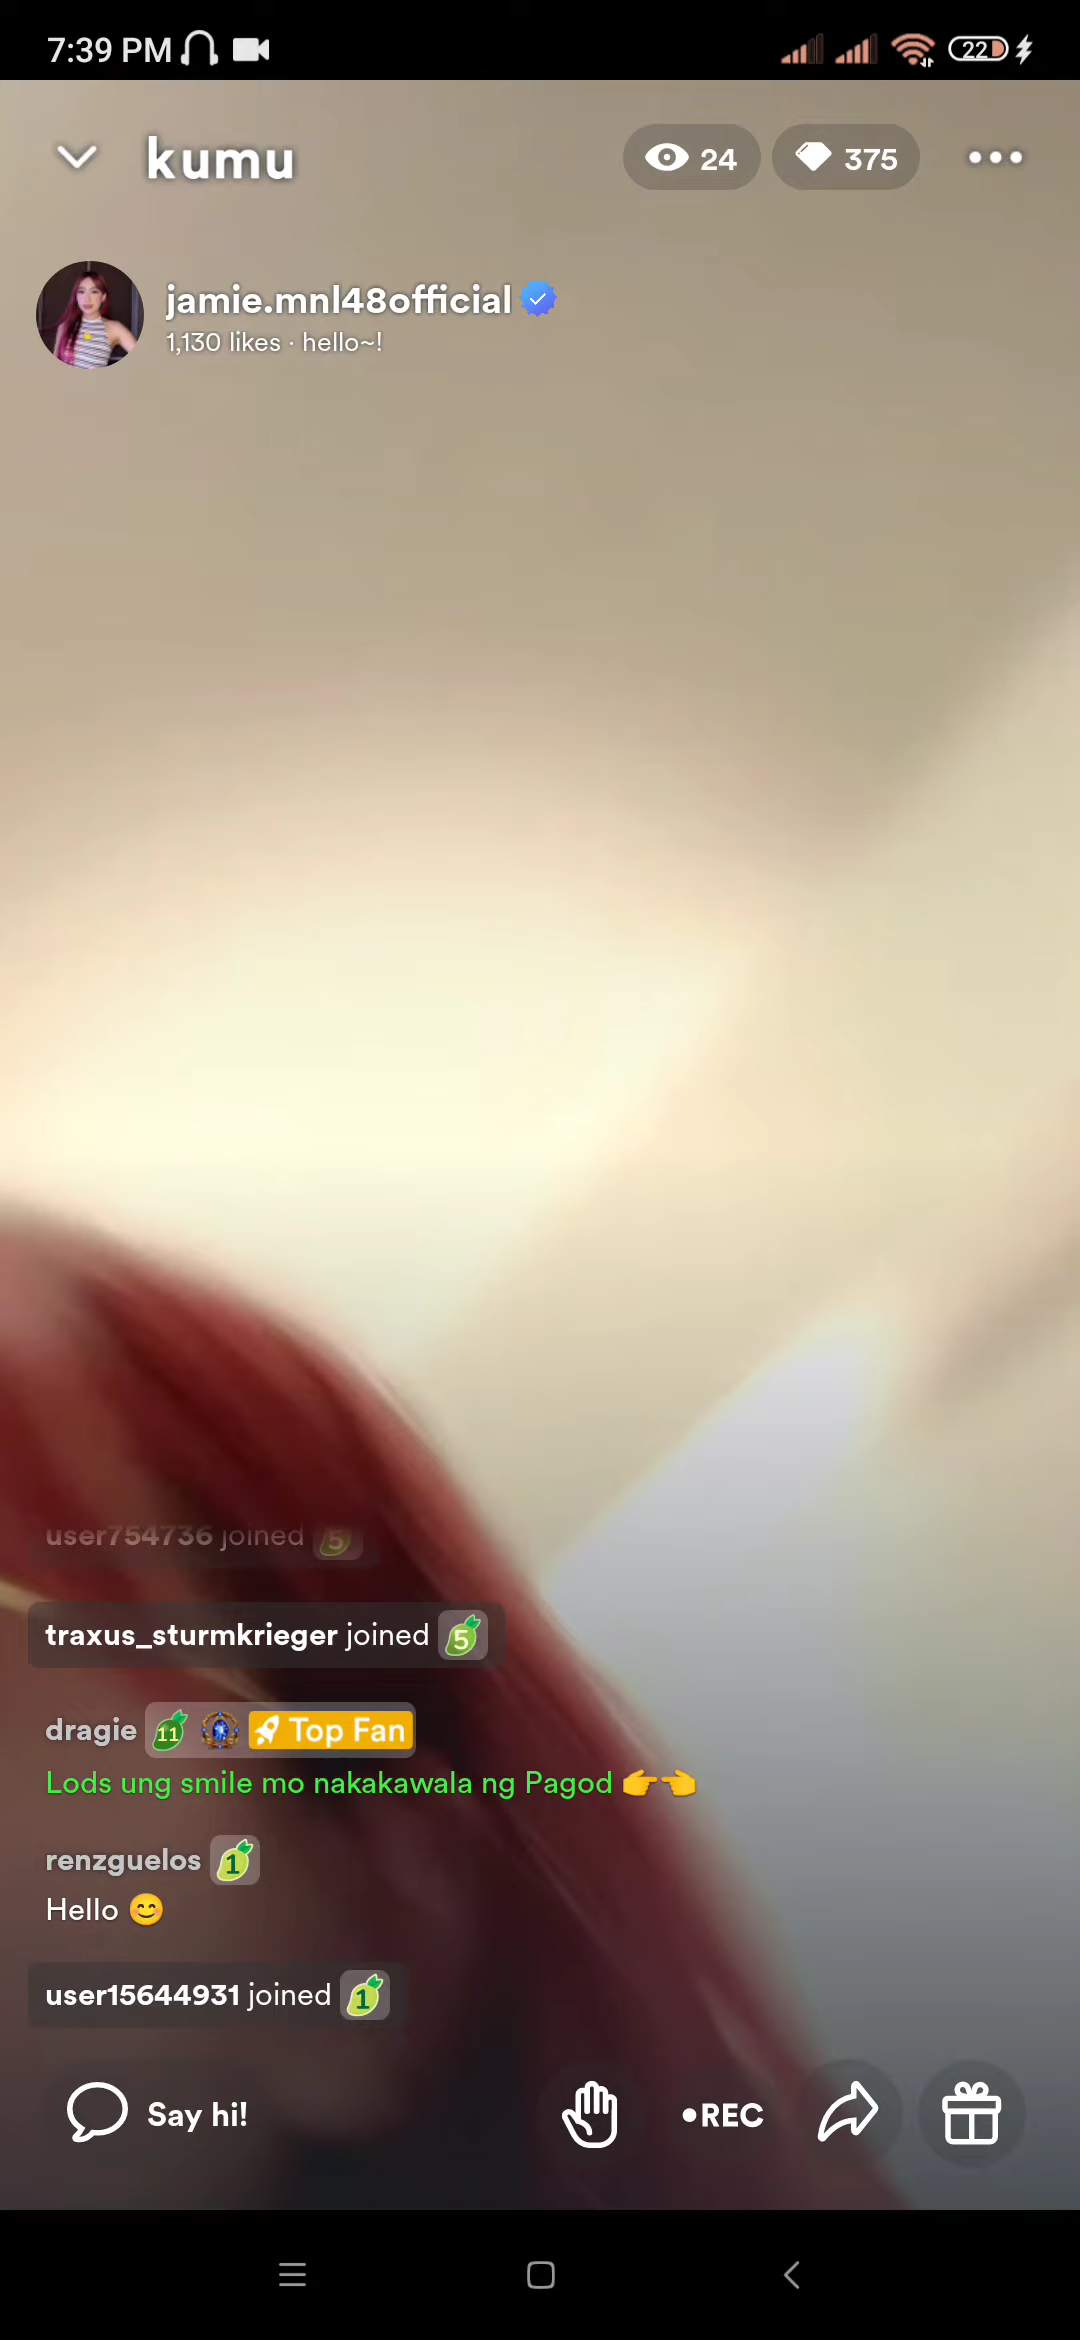 7:39 PM
22
kumu
24
375
jamie.mnl48official
1,130 likes · hello~!
user754736 joined 5
traxus_sturmkrieger joined 5
dragie 11 Top Fan
Lods ung smile mo nakakawala ng Pagod 👉👈
renzguelos 1
Hello 😊
user15644931 joined 1
Say hi!
•REC